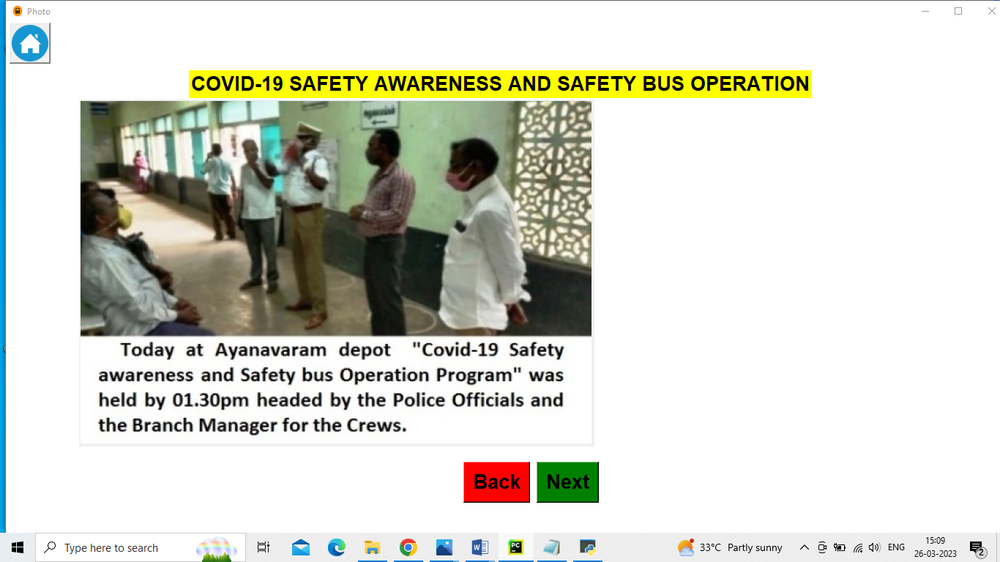 Photo
COVID-19 SAFETY AWARENESS AND SAFETY BUS OPERATION
Today at Ayanavaram depot "Covid-19 Safety
awareness and Safety bus Operation Program" was
held by 01.30pm headed by the Police Officials and
the Branch Manager for the Crews.
Back Next
Type here to search
PC
33°C Partly sunny
ENG
15:09
26-03-2023
2